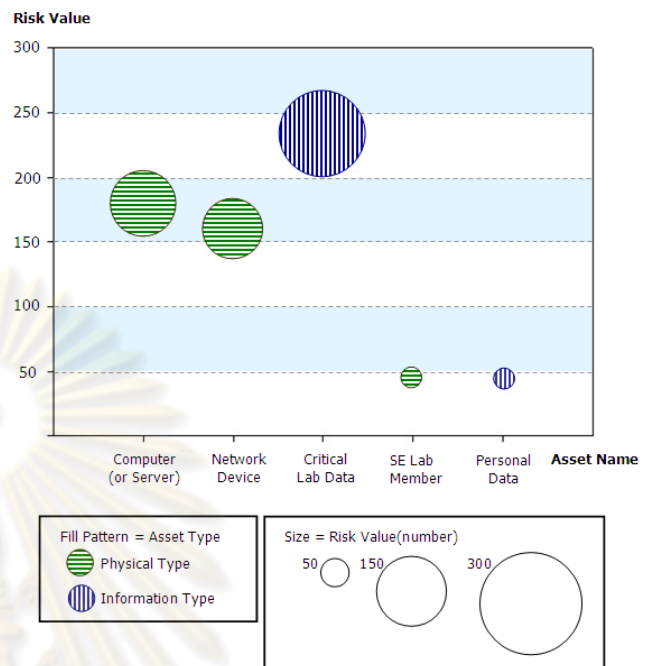 Risk Value
300
250
200
150
100
50
Computer
(or Server)
Network
Device
Critical
Lab Data
SE Lab
Member
Personal
Data
Asset Name
Fill Pattern = Asset Type
Physical Type
Information Type
Size = Risk Value(number)
50
150
300